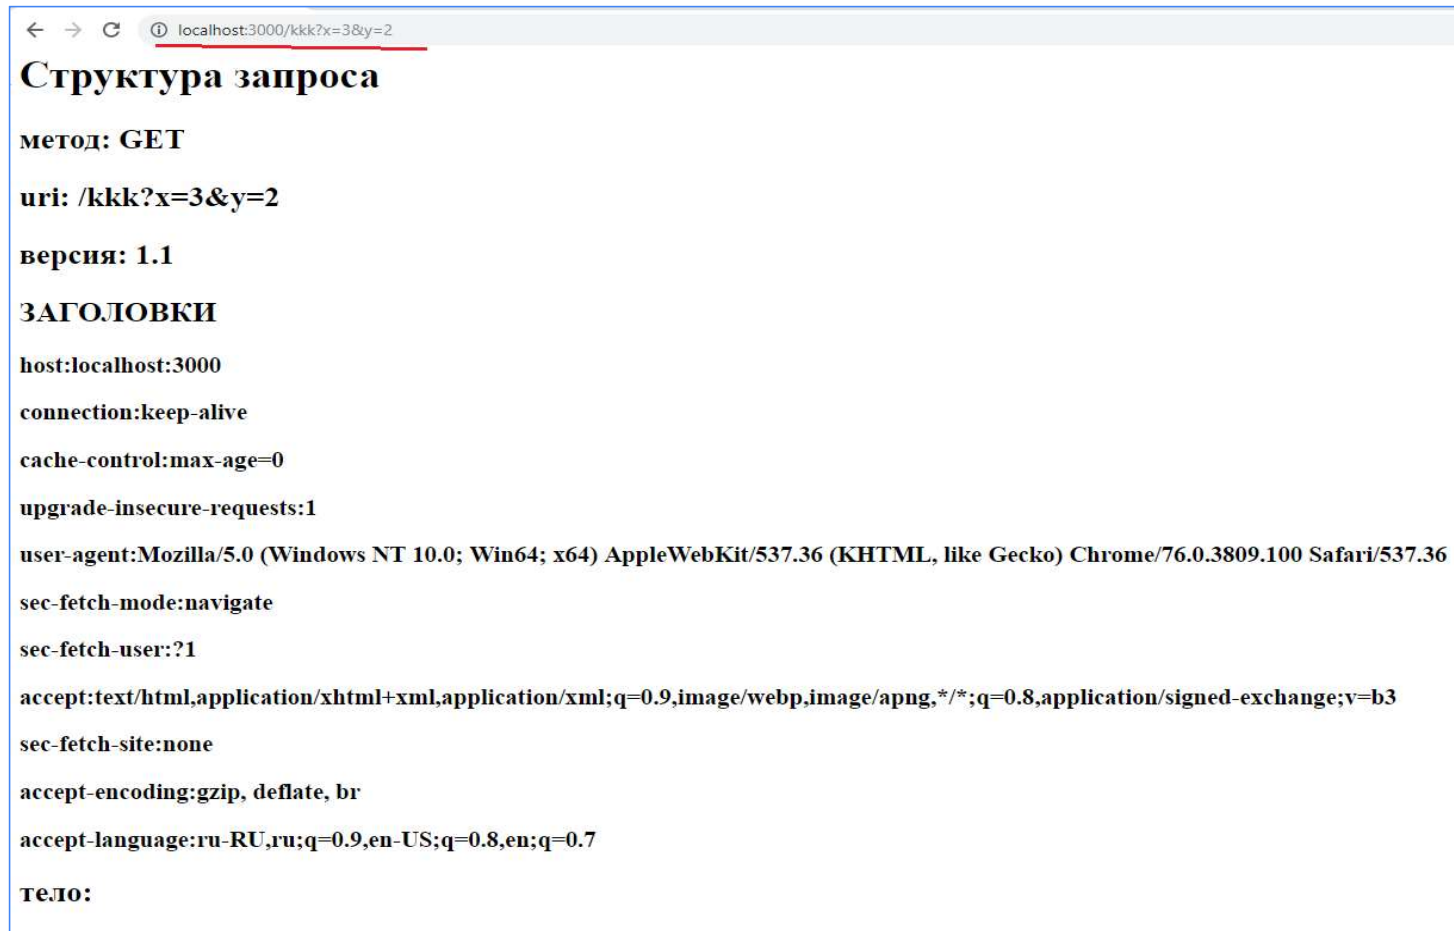 localhost:3000/kkk?x=3&y=2
Структура запроса
метод: GET
uri: /kkk?x=3&y=2
версия: 1.1
ЗАГОЛОВКИ
host:localhost:3000
connection:keep-alive
cache-control:max-age=0
upgrade-insecure-requests:1
user-agent:Mozilla/5.0 (Windows NT 10.0; Win64; x64) AppleWebKit/537.36 (KHTML, like Gecko) Chrome/76.0.3809.100 Safari/537.36
sec-fetch-mode:navigate
sec-fetch-user:?1
accept:text/html,application/xhtml+xml,application/xml;q=0.9,image/webp,image/apng,*/*;q=0.8,application/signed-exchange;v=b3
sec-fetch-site:none
accept-encoding:gzip, deflate, br
accept-language:ru-RU,ru;q=0.9,en-US;q=0.8,en;q=0.7
тело: